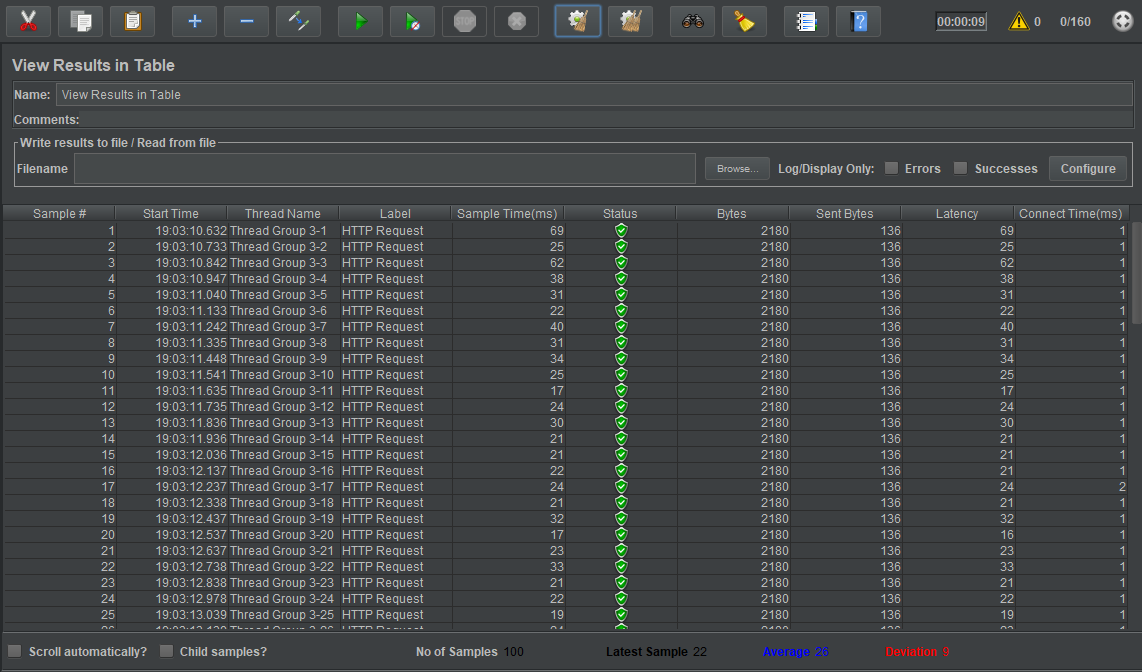 STOP
00:00:09 0 0/160
View Results in Table
Name: View Results in Table
Comments:
Write results to file / Read from file
Filename Browse... Log/Display Only: Errors Successes Configure
Sample # Start Time Thread Name Label Sample Time(ms) Status Bytes Sent Bytes Latency Connect Time(ms)
1 19:03:10.632 Thread Group 3-1 HTTP Request 69 2180 136 69 1
2 19:03:10.733 Thread Group 3-2 HTTP Request 25 2180 136 25 1
3 19:03:10.842 Thread Group 3-3 HTTP Request 62 2180 136 62 1
4 19:03:10.947 Thread Group 3-4 HTTP Request 38 2180 136 38 1
5 19:03:11.040 Thread Group 3-5 HTTP Request 31 2180 136 31 1
6 19:03:11.133 Thread Group 3-6 HTTP Request 22 2180 136 22 1
7 19:03:11.242 Thread Group 3-7 HTTP Request 40 2180 136 40 1
8 19:03:11.335 Thread Group 3-8 HTTP Request 31 2180 136 31 1
9 19:03:11.448 Thread Group 3-9 HTTP Request 34 2180 136 34 1
10 19:03:11.541 Thread Group 3-10 HTTP Request 25 2180 136 25 1
11 19:03:11.635 Thread Group 3-11 HTTP Request 17 2180 136 17 1
12 19:03:11.735 Thread Group 3-12 HTTP Request 24 2180 136 24 1
13 19:03:11.836 Thread Group 3-13 HTTP Request 30 2180 136 30 1
14 19:03:11.936 Thread Group 3-14 HTTP Request 21 2180 136 21 1
15 19:03:12.036 Thread Group 3-15 HTTP Request 21 2180 136 21 1
16 19:03:12.137 Thread Group 3-16 HTTP Request 22 2180 136 21 1
17 19:03:12.237 Thread Group 3-17 HTTP Request 24 2180 136 24 2
18 19:03:12.338 Thread Group 3-18 HTTP Request 21 2180 136 21 1
19 19:03:12.437 Thread Group 3-19 HTTP Request 32 2180 136 32 1
20 19:03:12.537 Thread Group 3-20 HTTP Request 17 2180 136 16 1
21 19:03:12.637 Thread Group 3-21 HTTP Request 23 2180 136 23 1
22 19:03:12.738 Thread Group 3-22 HTTP Request 33 2180 136 33 1
23 19:03:12.838 Thread Group 3-23 HTTP Request 21 2180 136 21 1
24 19:03:12.978 Thread Group 3-24 HTTP Request 22 2180 136 22 1
25 19:03:13.039 Thread Group 3-25 HTTP Request 19 2180 136 19 1
Scroll automatically? Child samples? No of Samples 100 Latest Sample 22 Average 26 Deviation 9